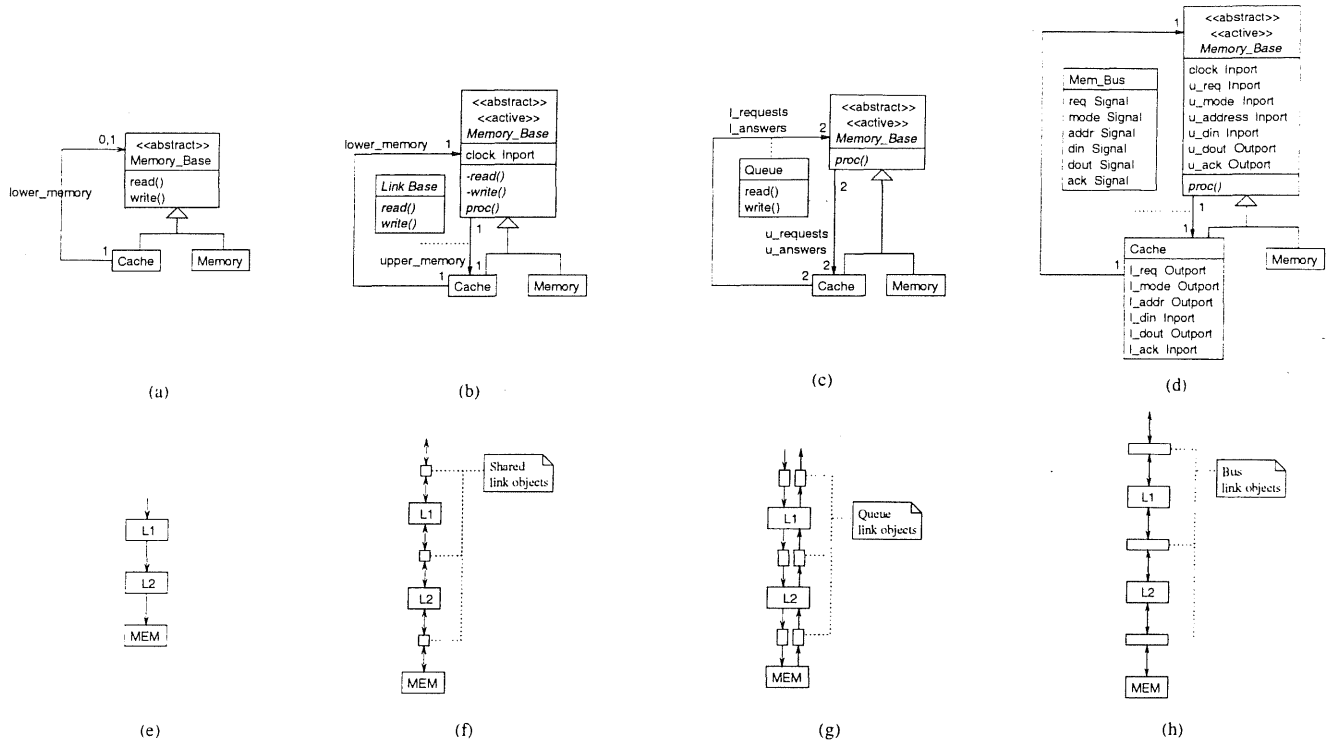 0,1
<<abstract>>
Memory_Base
read()
write()
lower_memory
1
Cache
Memory
(a)
<<abstract>>
<<active>>
Memory_Base
clock Inport
-read()
-write()
proc()
lower_memory
1
Link Base
read()
write()
1
upper_memory
1
1
Cache
Memory
(b)
l_requests
l_answers
2
<<abstract>>
<<active>>
Memory_Base
proc()
Queue
read()
write()
2
u_requests
u_answers
2
2
Cache
Memory
(c)
1
<<abstract>>
<<active>>
Memory_Base
clock Inport
u_req Inport
u_mode Inport
u_address Inport
u_din Inport
u_dout Outport
u_ack Outport
proc()
Mem_Bus
req Signal
mode Signal
addr Signal
din Signal
dout Signal
ack Signal
1
1
1
Cache
l_req Outport
l_mode Outport
l_addr Outport
l_din Inport
l_dout Outport
l_ack Inport
Memory
(d)
L1
L2
MEM
(e)
Shared
link objects
L1
L2
MEM
(f)
Queue
link objects
L1
L2
MEM
(g)
Bus
link objects
L1
L2
MEM
(h)